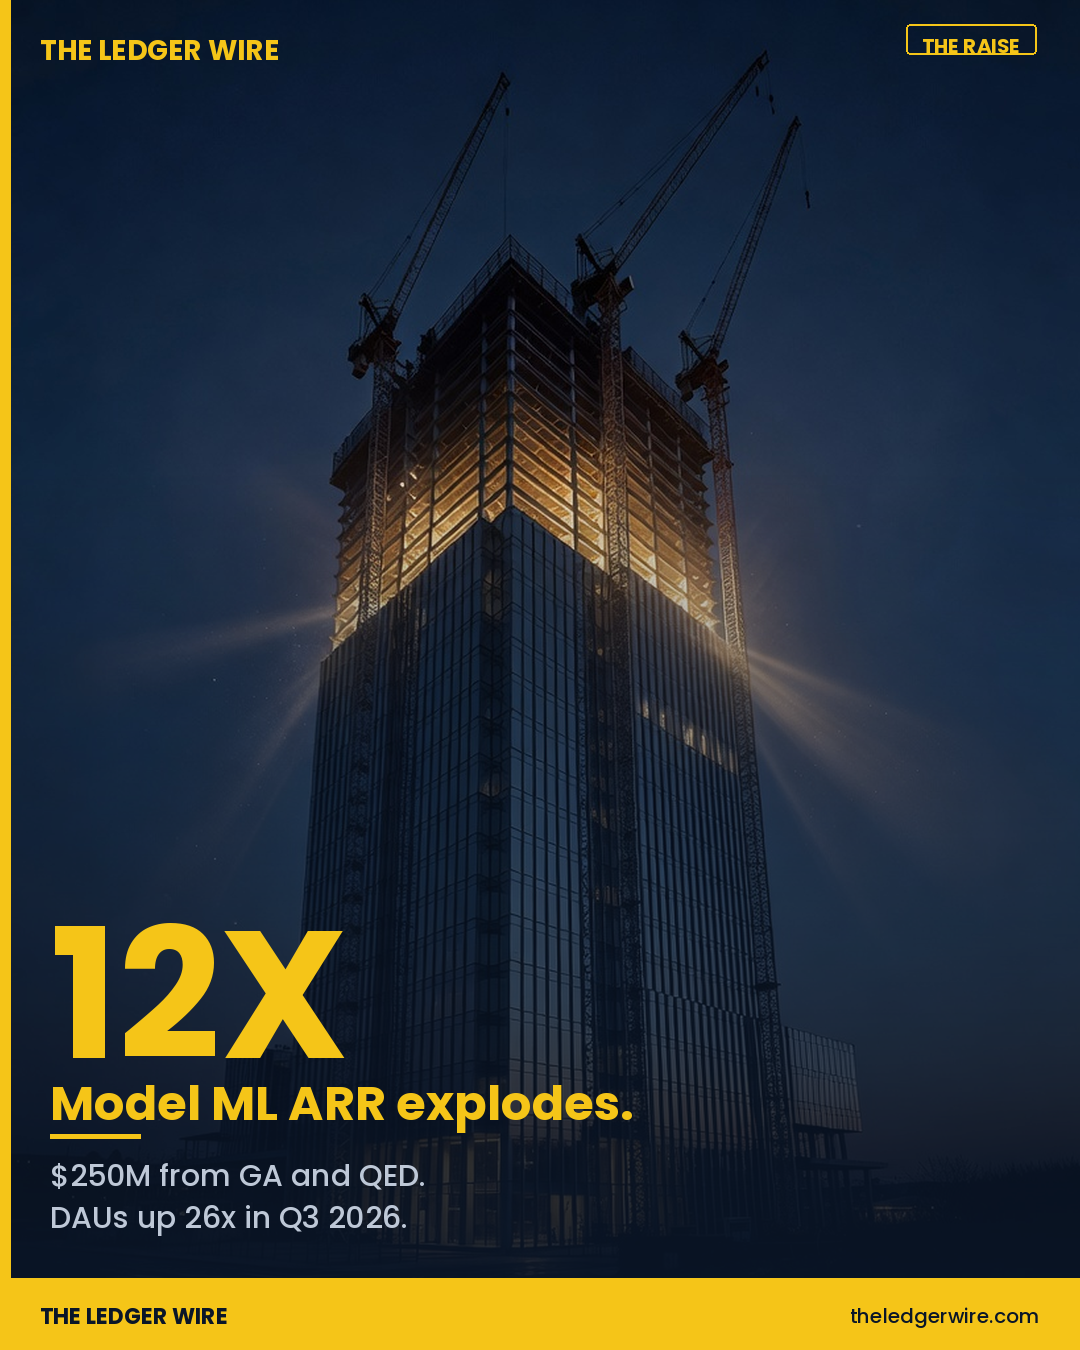 THE LEDGER WIRE
THE RAISE
12X
Model ML ARR explodes.
$250M from GA and QED.
DAUs up 26x in Q3 2026.
THE LEDGER WIRE
theledgerwire.com